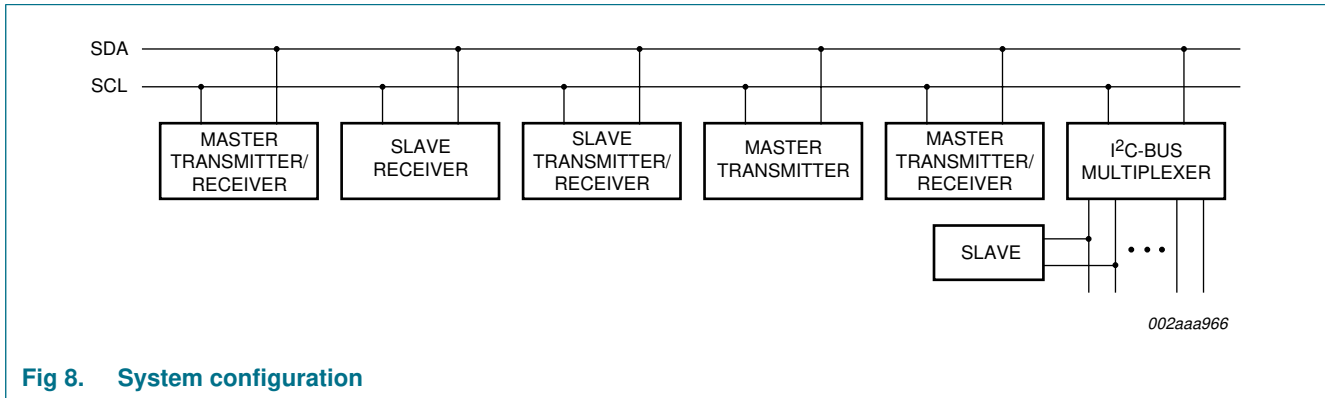 SDA
SCL
MASTER
TRANSMITTER/
RECEIVER
SLAVE
RECEIVER
SLAVE
TRANSMITTER/
RECEIVER
MASTER
TRANSMITTER
MASTER
TRANSMITTER/
RECEIVER
I²C-BUS
MULTIPLEXER
SLAVE
002aaa966
Fig 8. System configuration